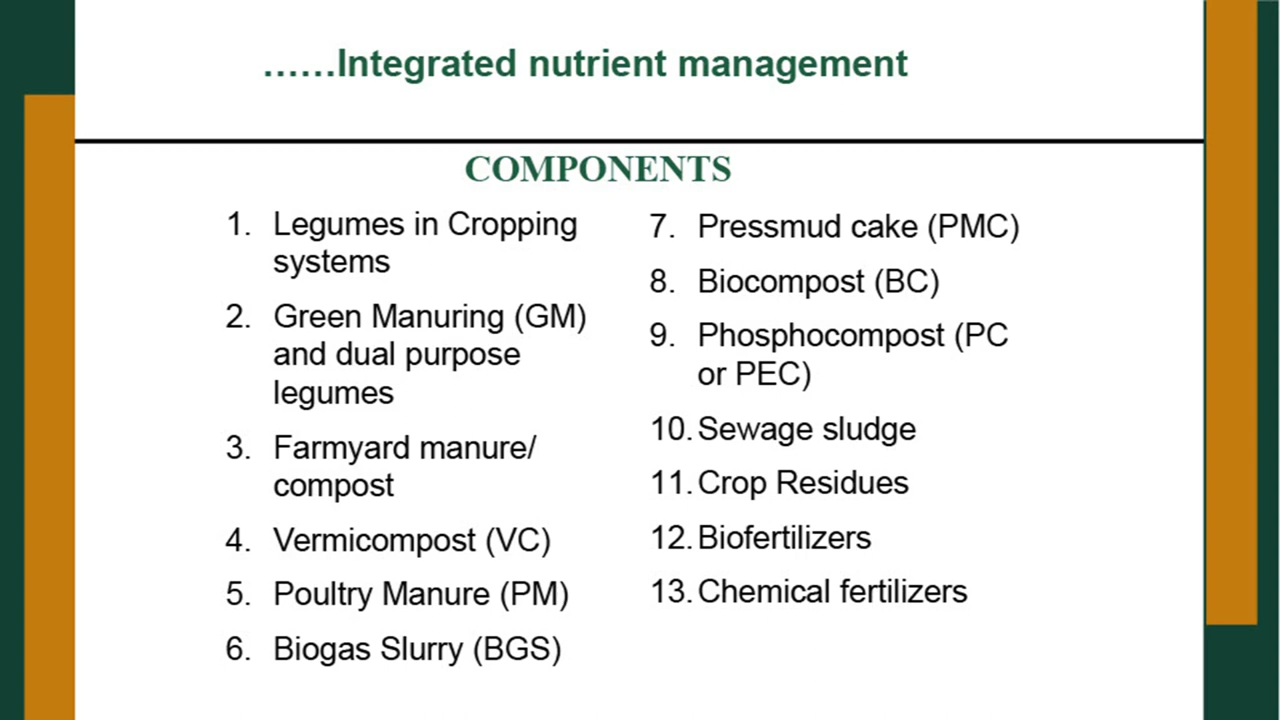 ......Integrated nutrient management
COMPONENTS
1. Legumes in Cropping
systems
2. Green Manuring (GM)
and dual purpose
legumes
3. Farmyard manure/
compost
4. Vermicompost (VC)
5. Poultry Manure (PM)
6. Biogas Slurry (BGS)
7. Pressmud cake (PMC)
8. Biocompost (BC)
9. Phosphocompost (PC
or PEC)
10. Sewage sludge
11. Crop Residues
12. Biofertilizers
13. Chemical fertilizers